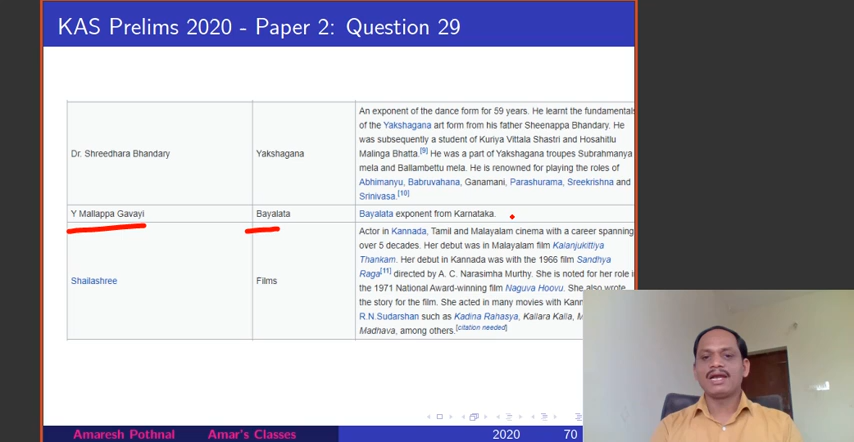 KAS Prelims 2020 - Paper 2: Question 29
An exponent of the dance form for 59 years. He learnt the fundamentals
of the Yakshagana art form from his father Sheenappa Bhandary. He
was subsequently a student of Kuriya Vittala Shastri and Hosahitlu
Dr. Shreedhara Bhandary Yakshagana Malinga Bhatta.[9] He was a part of Yakshagana troupes Subrahmanya
mela and Ballambettu mela. He is renowned for playing the roles of
Abhimanyu, Babruvahana, Ganamani, Parashurama, Sreekrishna and
Srinivasa.[10]
Y Mallappa Gavayi Bayalata Bayalata exponent from Karnataka.
Actor in Kannada, Tamil and Malayalam cinema with a career spanning
over 5 decades. Her debut was in Malayalam film Kalanjukittiya
Thankam. Her debut in Kannada was with the 1966 film Sandhya
Raga[11] directed by A. C. Narasimha Murthy. She is noted for her role i
Shailashree Films the 1971 National Award-winning film Naguva Hoovu. She also wrote
the story for the film. She acted in many movies with Kann
R.N.Sudarshan such as Kadina Rahasya, Kallara Kalla, M
Madhava, among others.[citation needed]
Amaresh Pothnal Amar's Classes 2020 70